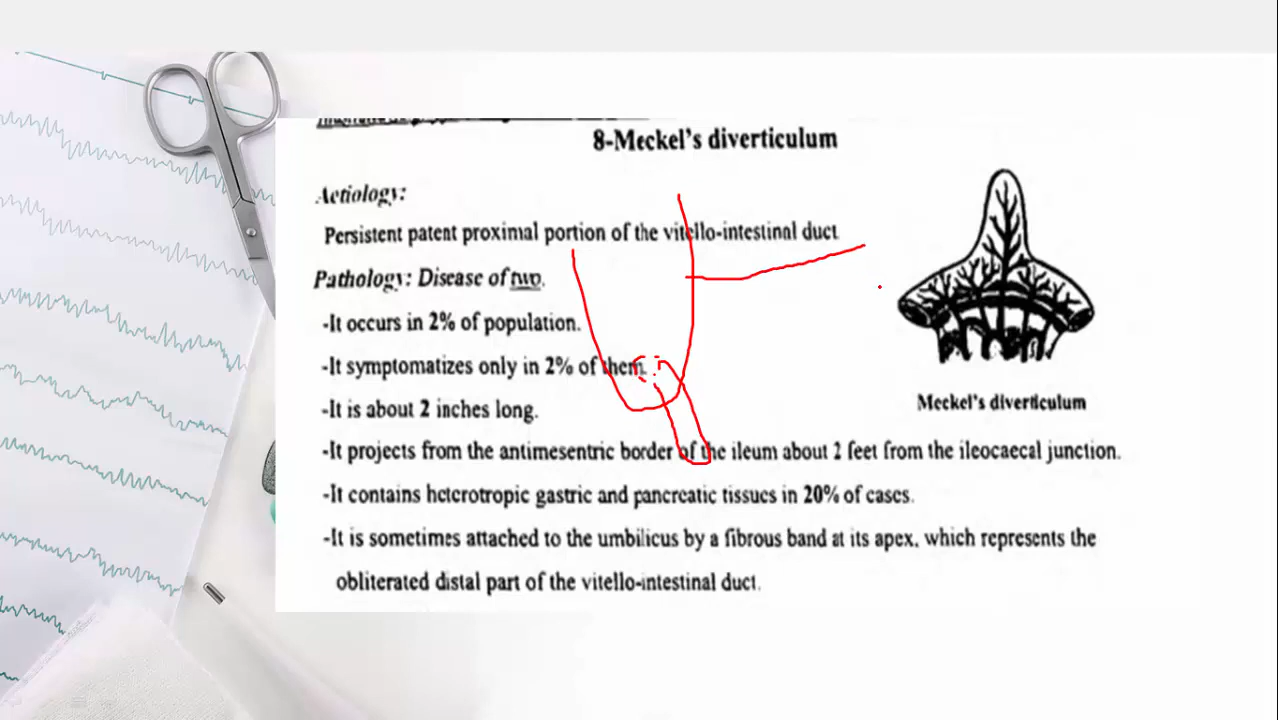 8-Meckel's diverticulum
Aetiology:
Persistent patent proximal portion of the vitello-intestinal duct
Pathology: Disease of two.
-It occurs in 2% of population.
-It symptomatizes only in 2% of them.
-It is about 2 inches long.
Meckel's diverticulum
-It projects from the antimesentric border of the ileum about 2 feet from the ileocaecal junction.
-It contains heterotropic gastric and pancreatic tissues in 20% of cases.
-It is sometimes attached to the umbilicus by a fibrous band at its apex, which represents the
obliterated distal part of the vitello-intestinal duct.